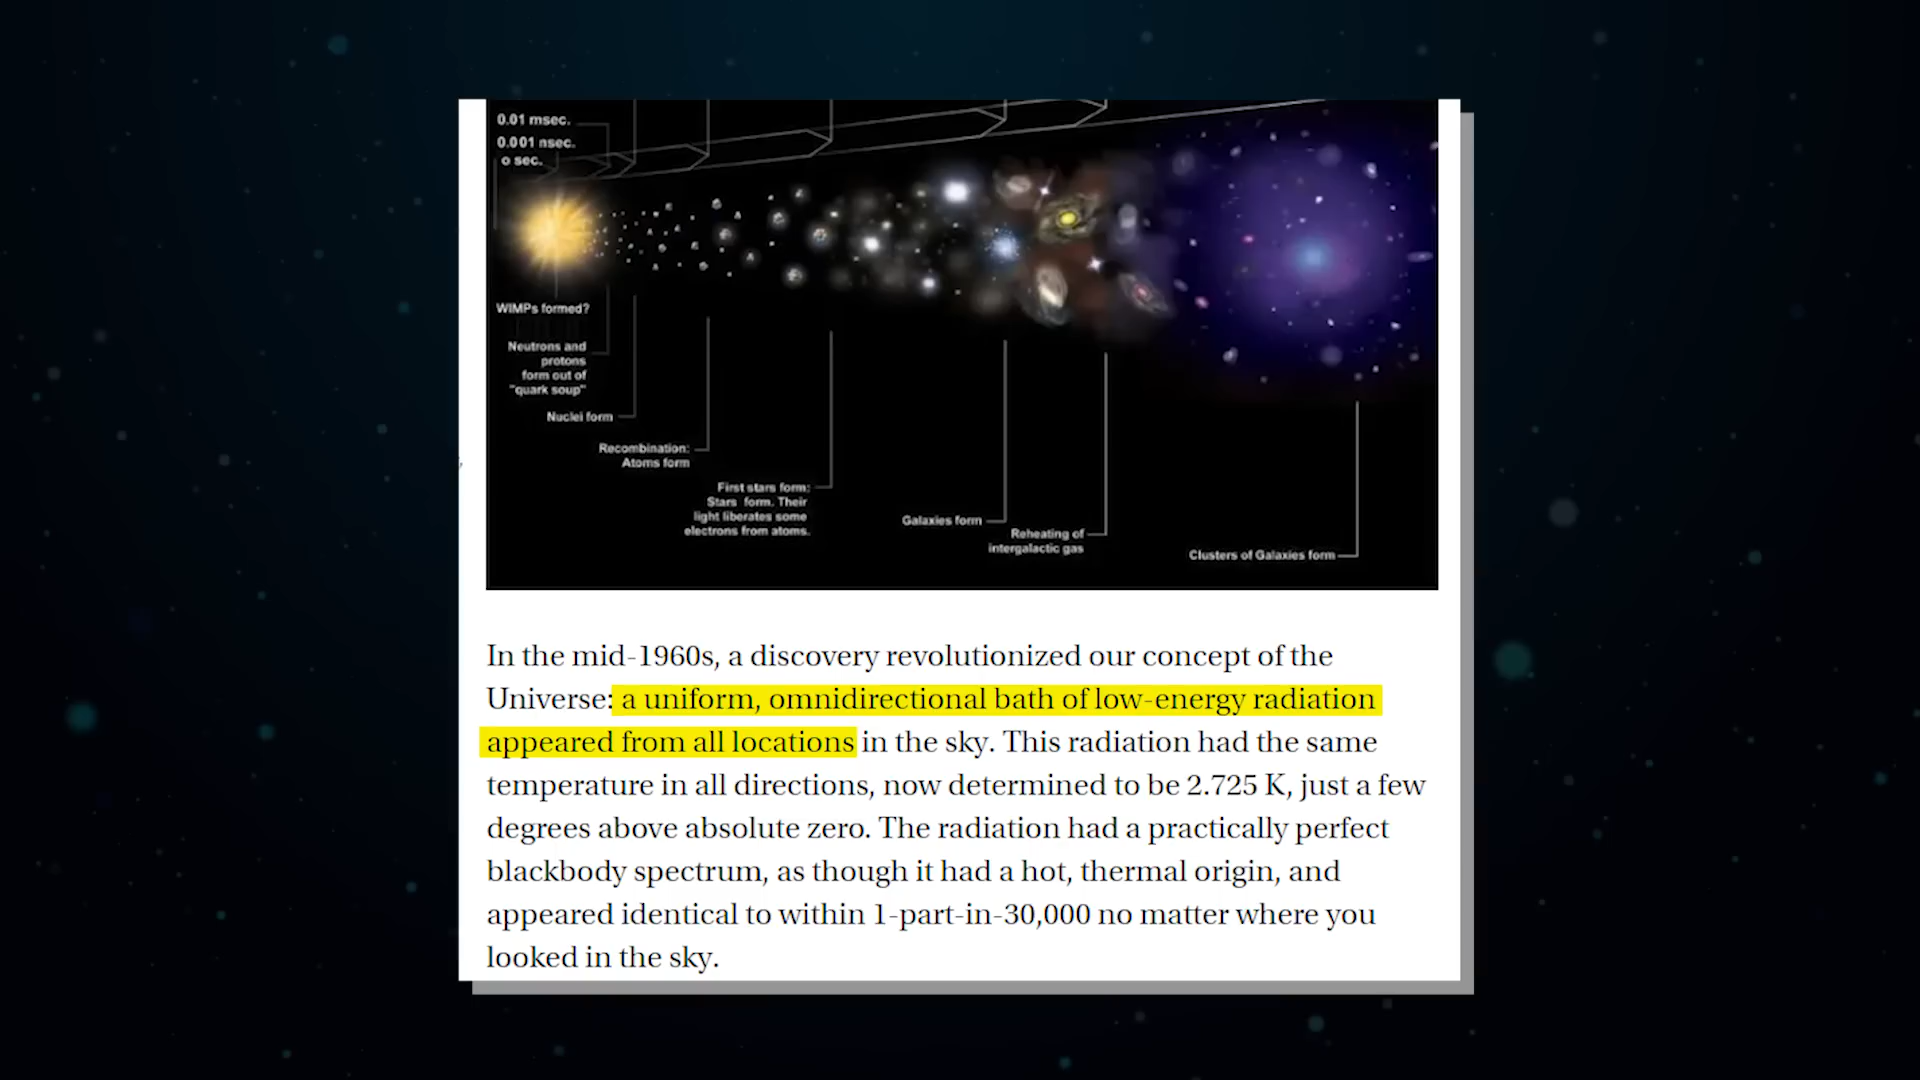 0.01 msec.
0.001 nsec.
0 sec.
WIMPs formed?
Neutrons and
protons
form out of
"quark soup"
Nuclei form
Recombination:
Atoms form
First stars form:
Stars form. Their
light liberates some
electrons from atoms.
Galaxies form
Reheating of
intergalactic gas
Clusters of Galaxies form
In the mid-1960s, a discovery revolutionized our concept of the
Universe: a uniform, omnidirectional bath of low-energy radiation
appeared from all locations in the sky. This radiation had the same
temperature in all directions, now determined to be 2.725 K, just a few
degrees above absolute zero. The radiation had a practically perfect
blackbody spectrum, as though it had a hot, thermal origin, and
appeared identical to within 1-part-in-30,000 no matter where you
looked in the sky.